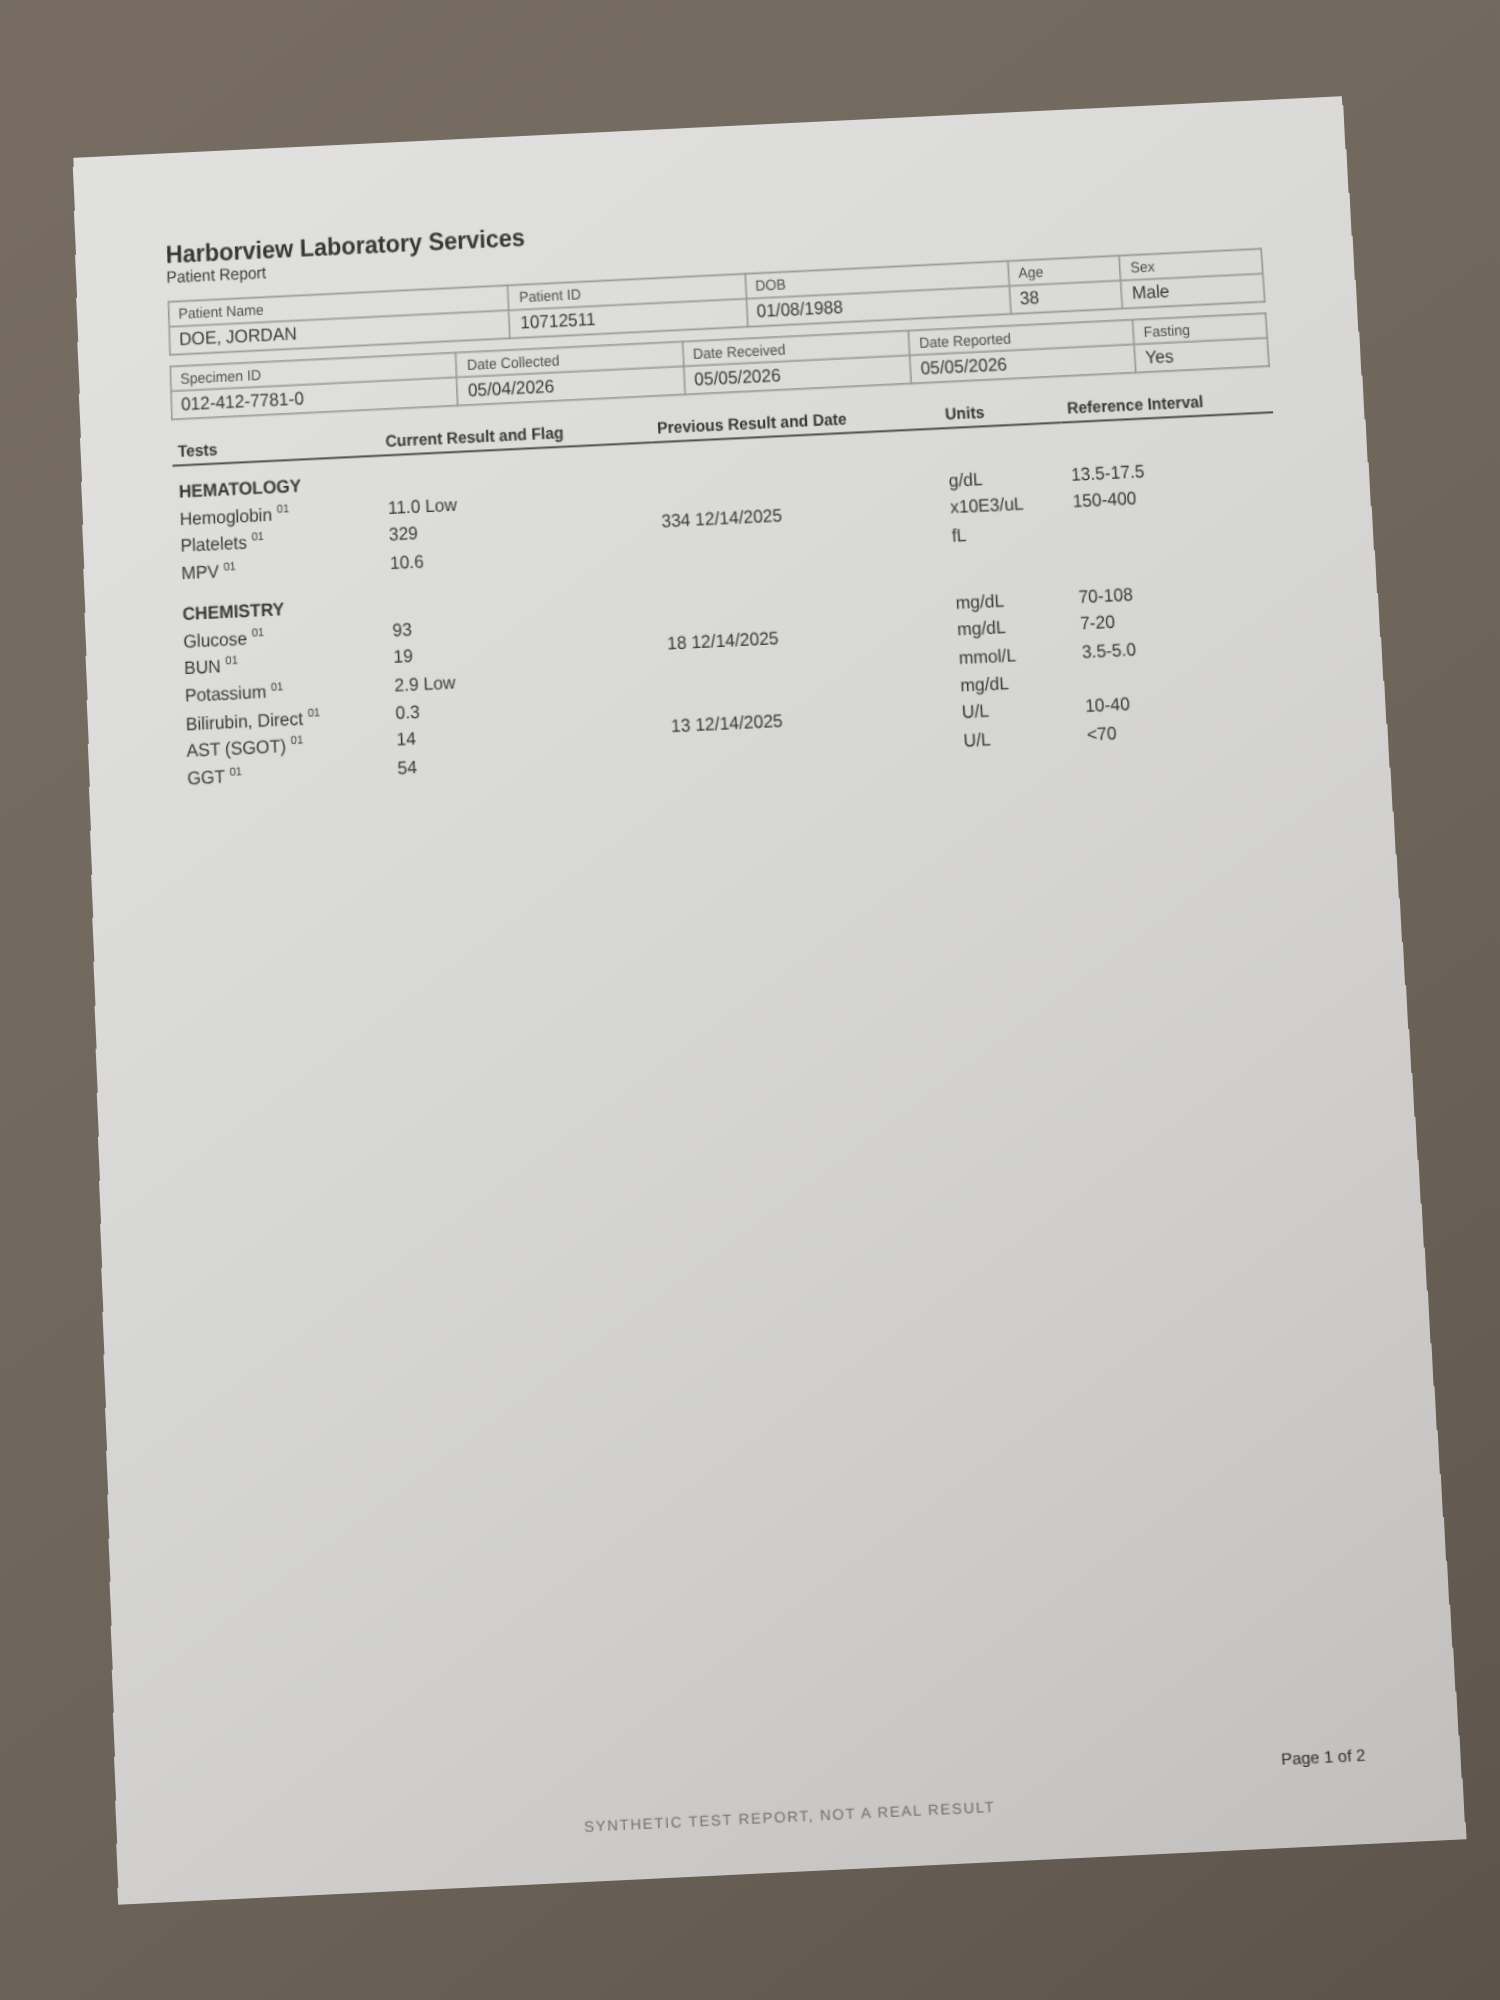 Harborview Laboratory Services
Patient Report
Patient Name Patient ID DOB Age Sex
DOE, JORDAN 10712511 01/08/1988 38 Male
Specimen ID Date Collected Date Received Date Reported Fasting
012-412-7781-0 05/04/2026 05/05/2026 05/05/2026 Yes
Tests Current Result and Flag Previous Result and Date Units Reference Interval
HEMATOLOGY
Hemoglobin 01 11.0 Low g/dL 13.5-17.5
Platelets 01 329 334 12/14/2025 x10E3/uL 150-400
MPV 01 10.6 fL
CHEMISTRY
Glucose 01 93 mg/dL 70-108
BUN 01 19 18 12/14/2025 mg/dL 7-20
Potassium 01 2.9 Low mmol/L 3.5-5.0
Bilirubin, Direct 01 0.3 mg/dL
AST (SGOT) 01 14 13 12/14/2025 U/L 10-40
GGT 01 54 U/L <70
Page 1 of 2
SYNTHETIC TEST REPORT, NOT A REAL RESULT